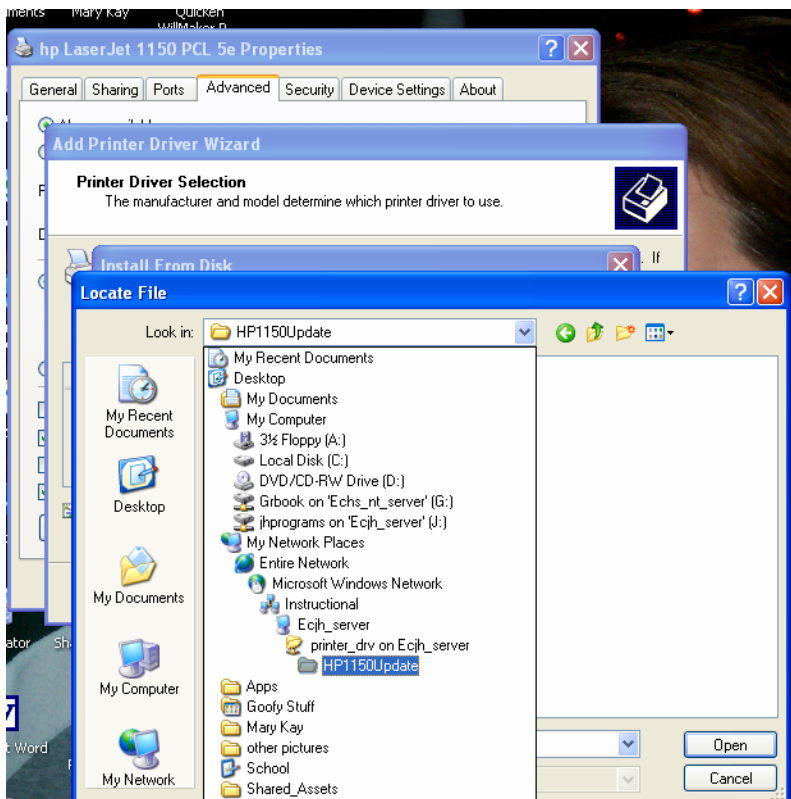 Mary Kay Quicken
WillMaker D
hp LaserJet 1150 PCL 5e Properties
General Sharing Ports Advanced Security Device Settings About
Add Printer Driver Wizard
Printer Driver Selection
The manufacturer and model determine which printer driver to use.
Install From Disk
. If
Locate File
Look in: HP1150Update
My Recent Documents
Desktop
My Documents
My Computer
3½ Floppy (A:)
Local Disk (C:)
DVD/CD-RW Drive (D:)
Grbook on 'Echs_nt_server' (G:)
jhprograms on 'Ecjh_server' (J:)
My Network Places
Entire Network
Microsoft Windows Network
Instructional
Ecjh_server
printer_drv on Ecjh_server
HP1150Update
Apps
Goofy Stuff
Mary Kay
other pictures
School
Shared_Assets
My Recent
Documents
Desktop
My Documents
My Computer
My Network
Open
Cancel
ator Sh
t Word